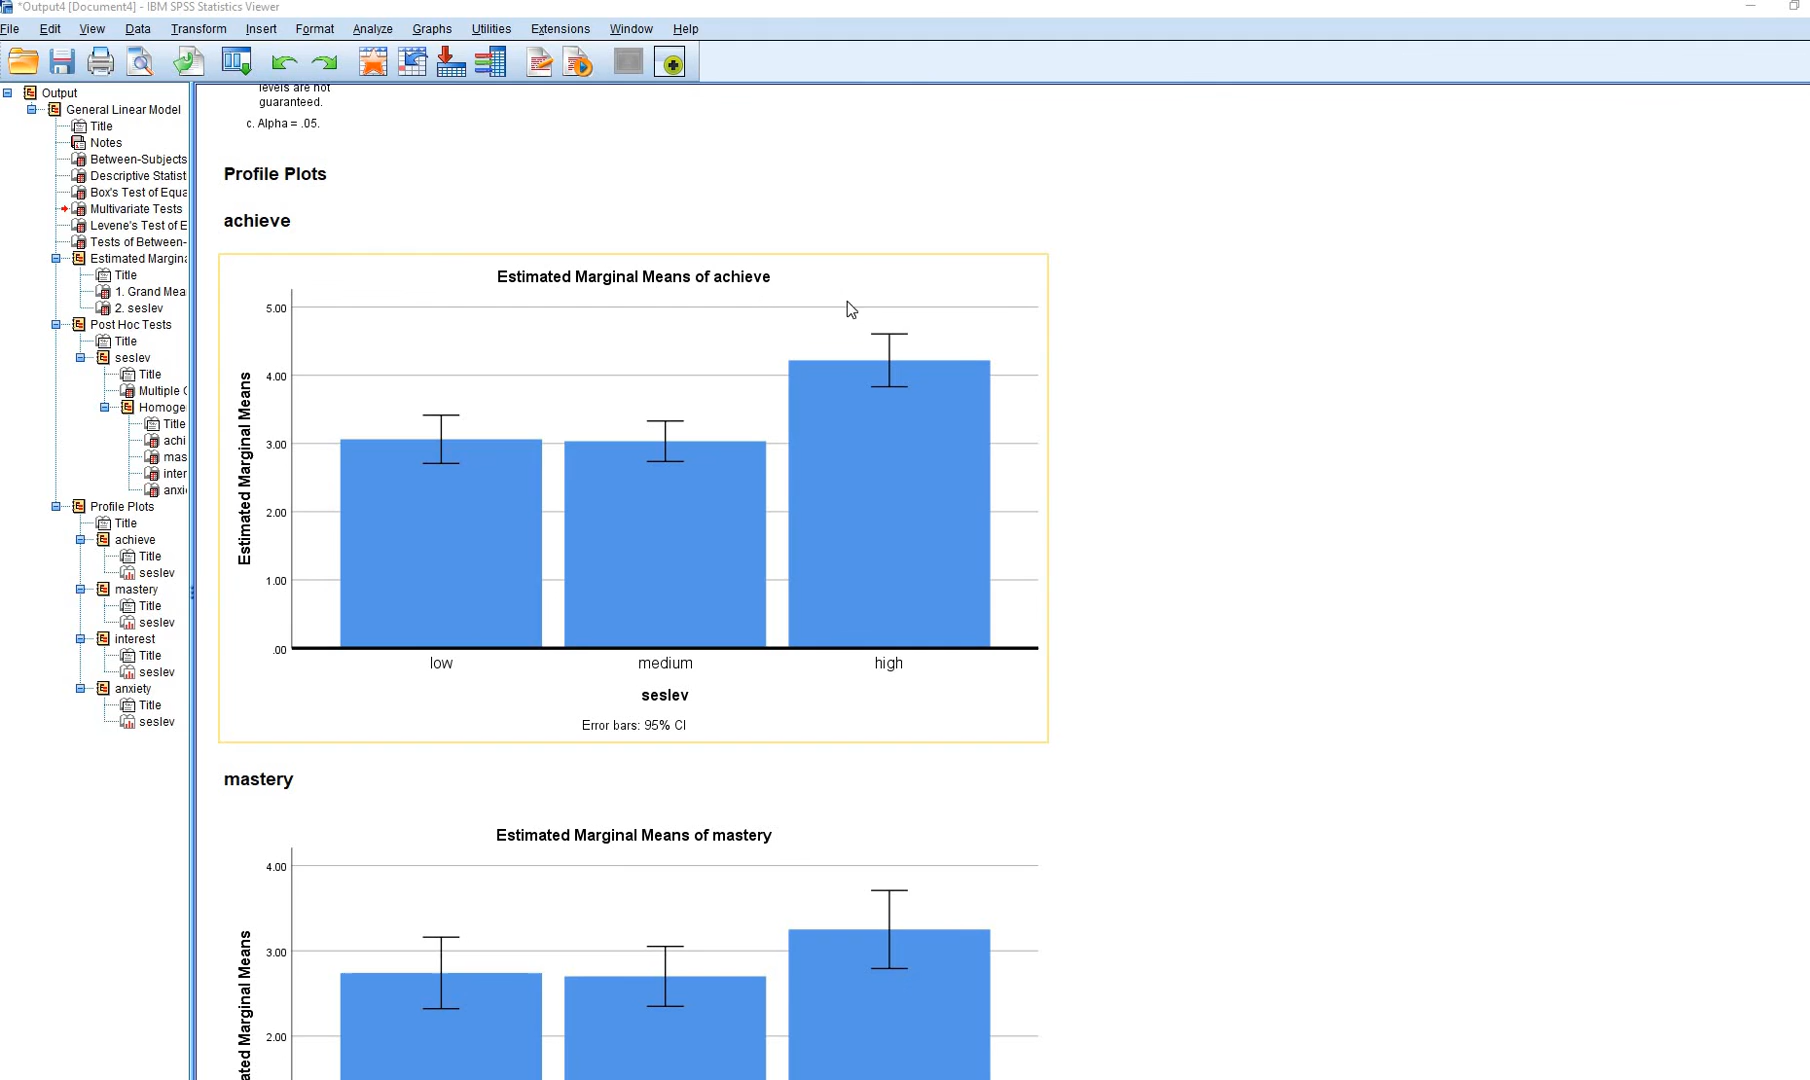 *Output4 [Document4] - IBM SPSS Statistics Viewer
File Edit View Data Transform Insert Format Analyze Graphs Utilities Extensions Window Help
Output
General Linear Model
Title
Notes
Between-Subjects
Descriptive Statist
Box's Test of Equa
Multivariate Tests
Levene's Test of E
Tests of Between-
Estimated Margina
Title
1. Grand Mea
2. seslev
Post Hoc Tests
Title
seslev
Title
Multiple C
Homoge
Title
achi
mas
inter
anxi
Profile Plots
Title
achieve
Title
seslev
mastery
Title
seslev
interest
Title
seslev
anxiety
Title
seslev
levels are not
guaranteed.
c. Alpha = .05.
Profile Plots
achieve
Estimated Marginal Means of achieve
Estimated Marginal Means
5.00
4.00
3.00
2.00
1.00
.00
low medium high
seslev
Error bars: 95% CI
mastery
Estimated Marginal Means of mastery
ated Marginal Means
4.00
3.00
2.00